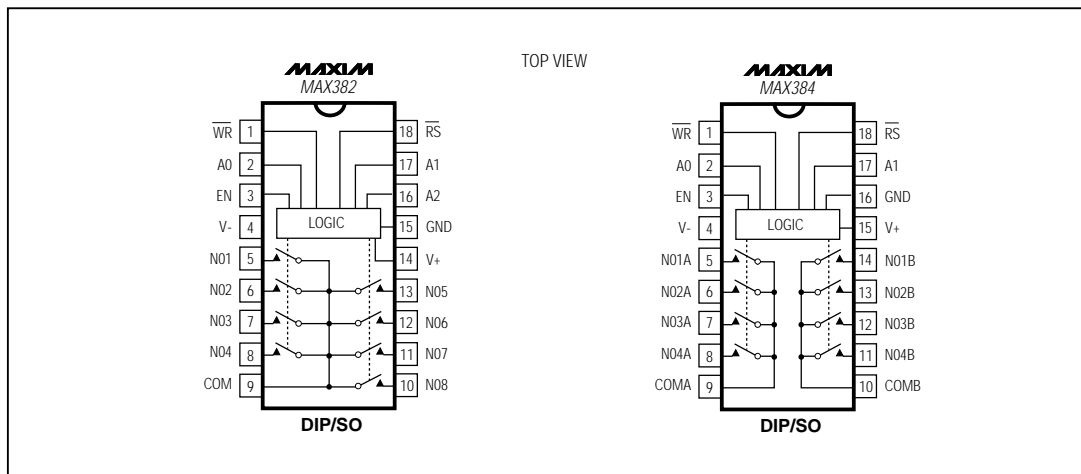 TOP VIEW
MAXIM
MAX382
WR 1
A0 2
EN 3
V- 4
N01 5
N02 6
N03 7
N04 8
COM 9
LOGIC
18 RS
17 A1
16 A2
15 GND
14 V+
13 N05
12 N06
11 N07
10 N08
DIP/SO
MAXIM
MAX384
WR 1
A0 2
EN 3
V- 4
N01A 5
N02A 6
N03A 7
N04A 8
COMA 9
LOGIC
18 RS
17 A1
16 GND
15 V+
14 N01B
13 N02B
12 N03B
11 N04B
10 COMB
DIP/SO